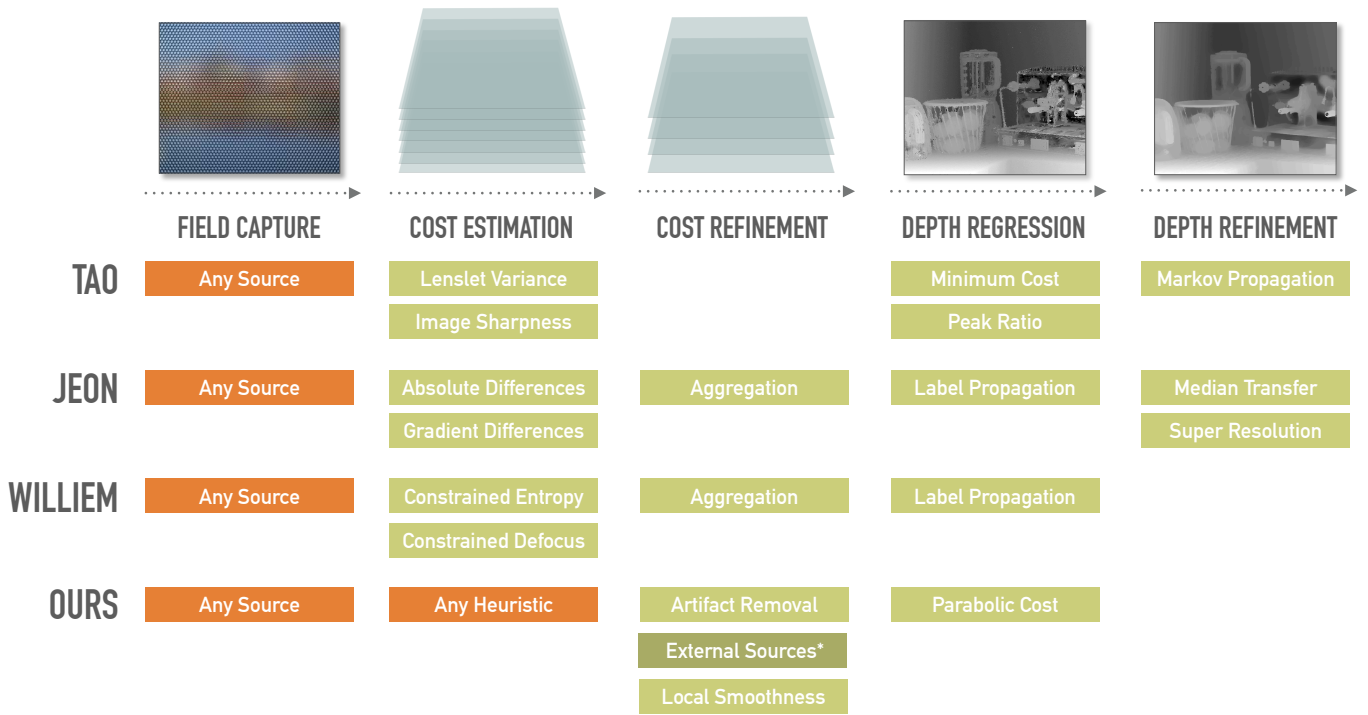 FIELD CAPTURE COST ESTIMATION COST REFINEMENT DEPTH REGRESSION DEPTH REFINEMENT
TAO Any Source Lenslet Variance Minimum Cost Markov Propagation
Image Sharpness Peak Ratio
JEON Any Source Absolute Differences Aggregation Label Propagation Median Transfer
Gradient Differences Super Resolution
WILLIEM Any Source Constrained Entropy Aggregation Label Propagation
Constrained Defocus
OURS Any Source Any Heuristic Artifact Removal Parabolic Cost
External Sources*
Local Smoothness